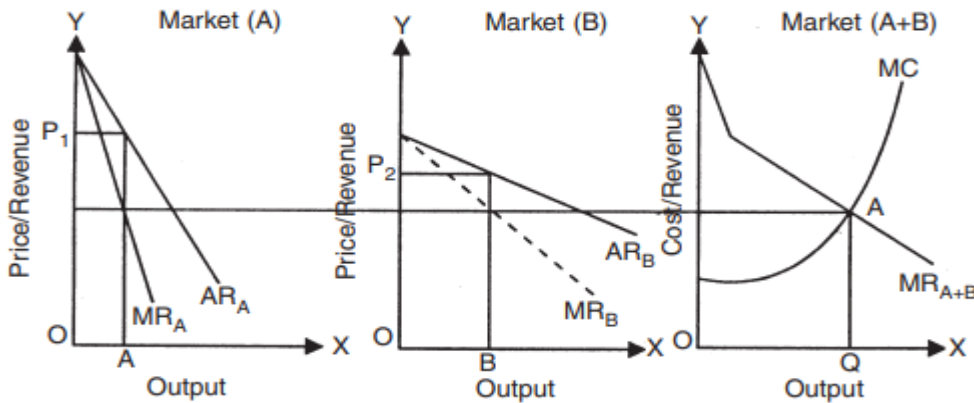 Y Market (A)
Price/Revenue
P1
MRA
ARA
O
A
X
Output
Y Market (B)
Price/Revenue
P2
ARB
MRB
O
B
X
Output
Y Market (A+B)
Cost/Revenue
MC
A
MRA+B
O
Q
X
Output